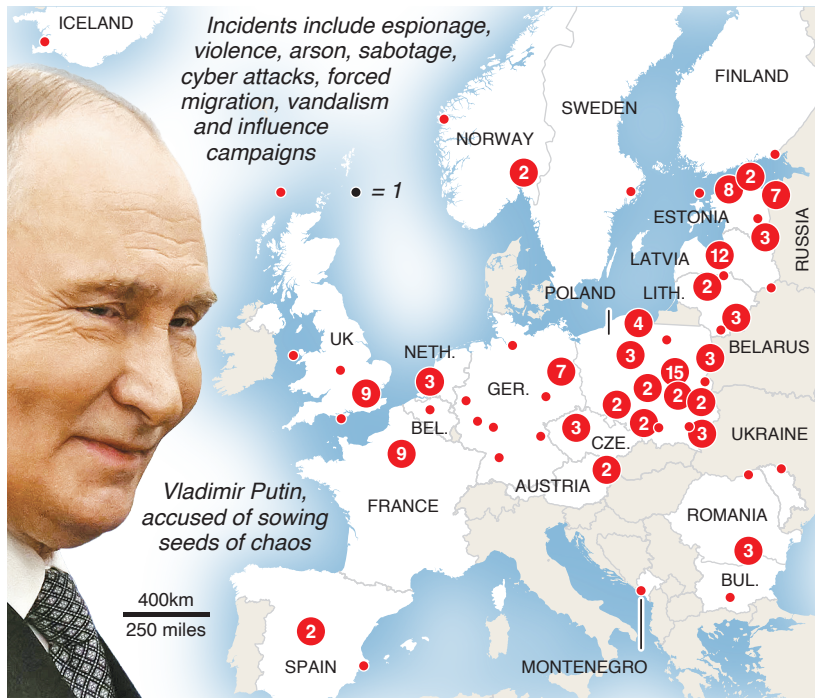 ICELAND
Incidents include espionage,
violence, arson, sabotage,
cyber attacks, forced
migration, vandalism
and influence
campaigns
= 1
FINLAND
SWEDEN
NORWAY
2
8
2
7
ESTONIA
3
RUSSIA
LATVIA
12
LITH.
2
POLAND
4
3
BELARUS
UK
9
NETH.
3
BEL.
GER.
7
3
15
3
2
2
2
2
2
3
UKRAINE
3
CZE.
9
FRANCE
AUSTRIA
2
Vladimir Putin,
accused of sowing
seeds of chaos
ROMANIA
3
BUL.
400km
250 miles
2
SPAIN
MONTENEGRO